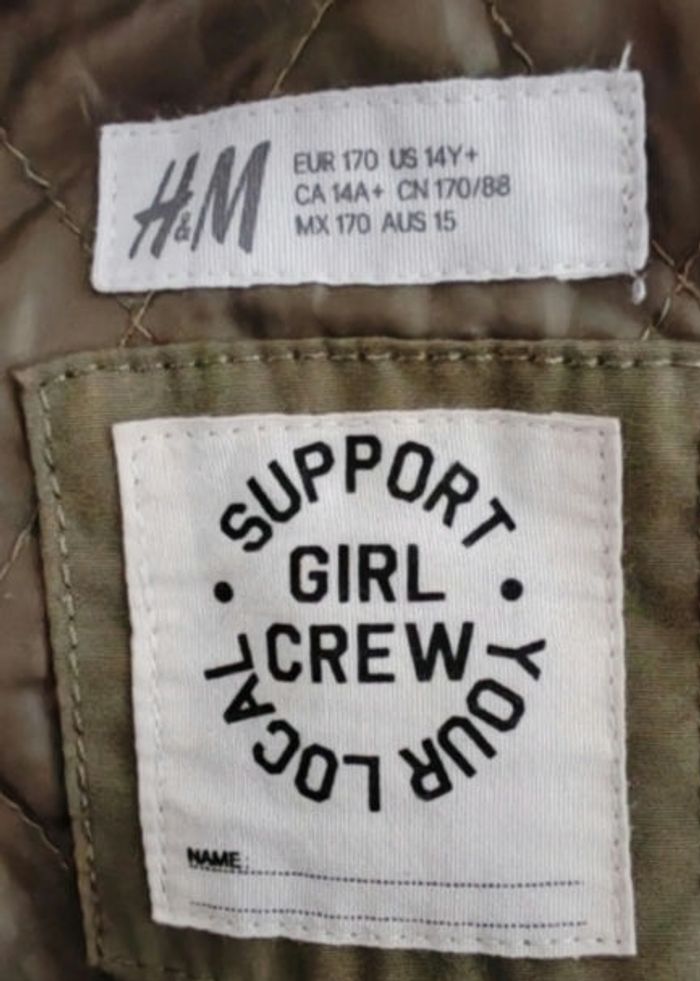 H&M
EUR 170 US 14Y+
CA 14A+ CN 170/88
MX 170 AUS 15
SUPPORT
GIRL
CREW
YOUR LOCAL
NAME: